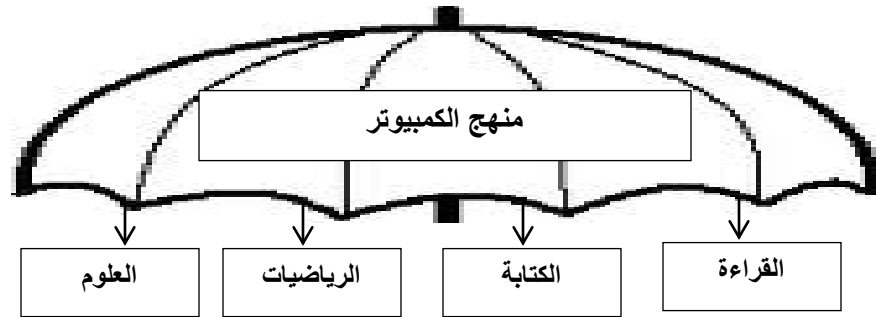 منهج الكمبيوتر
القراءة
الكتابة
الرياضيات
العلوم